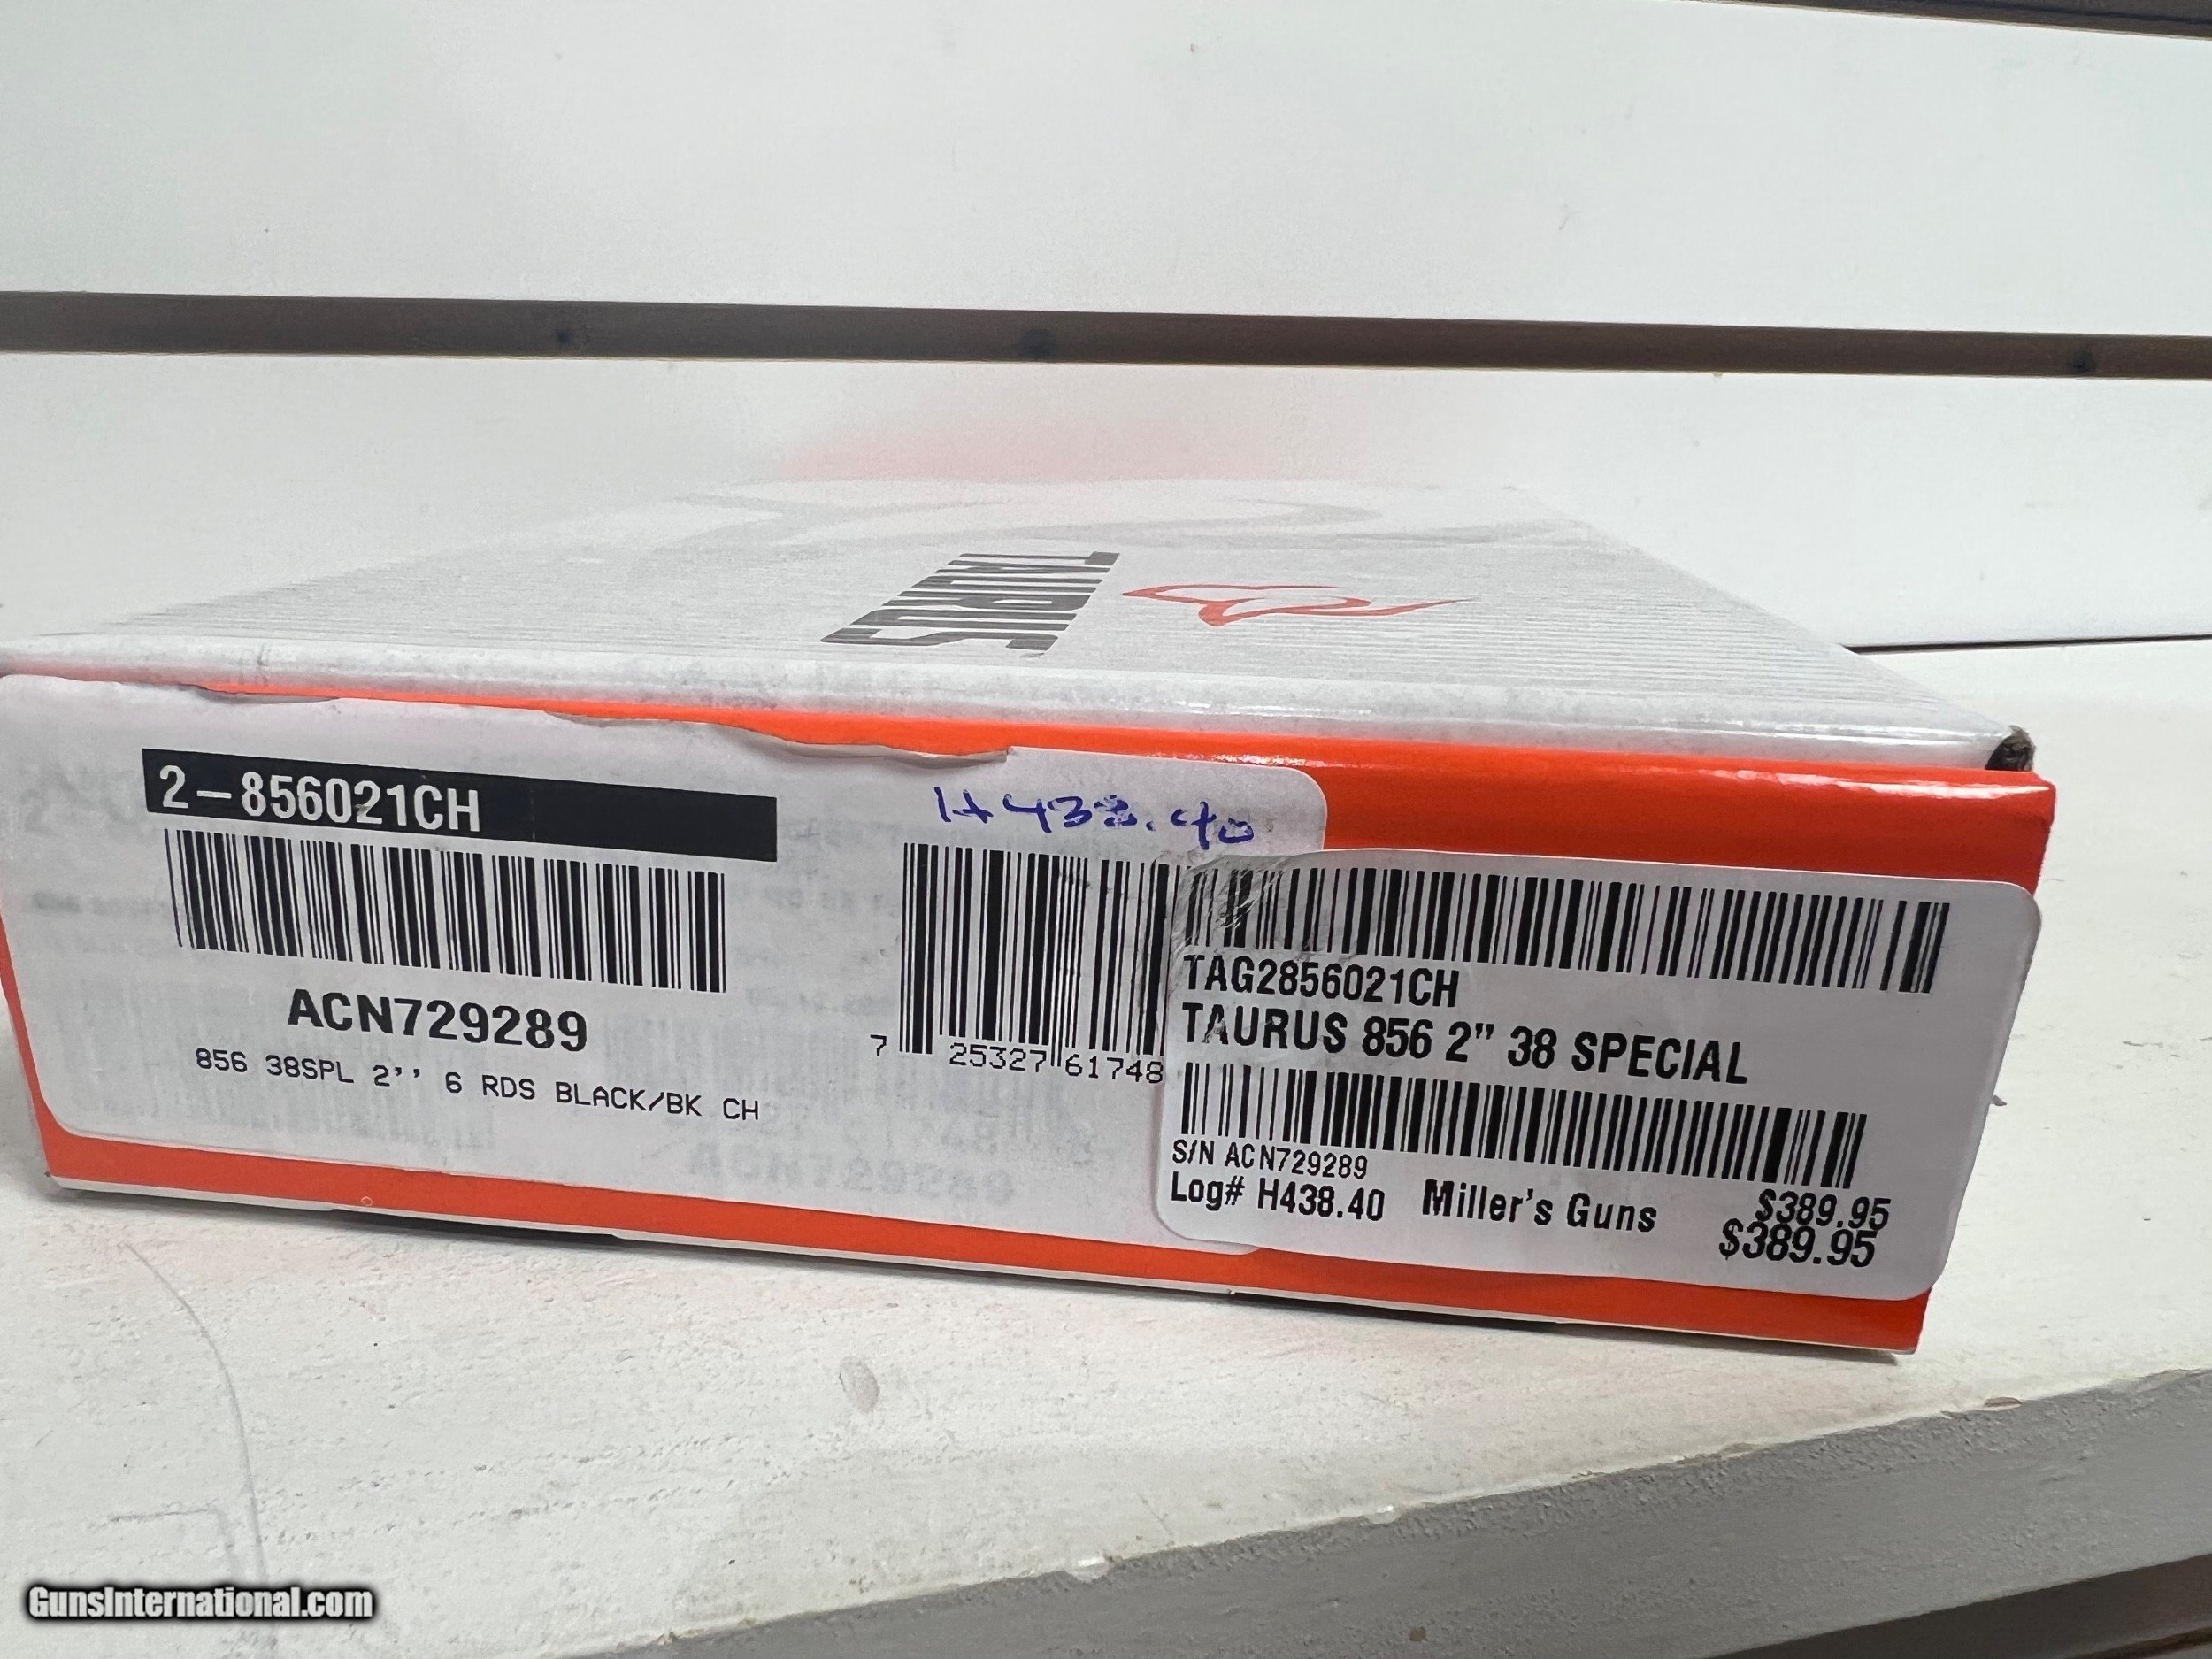 TAURUS
2-856021CH
H438.40
ACN729289
856 38SPL 2'' 6 RDS BLACK/BK CH
7 25327 61748
TAG2856021CH
TAURUS 856 2" 38 SPECIAL
S/N ACN729289
Log# H438.40 Miller's Guns $389.95
$389.95
GunsInternational.com